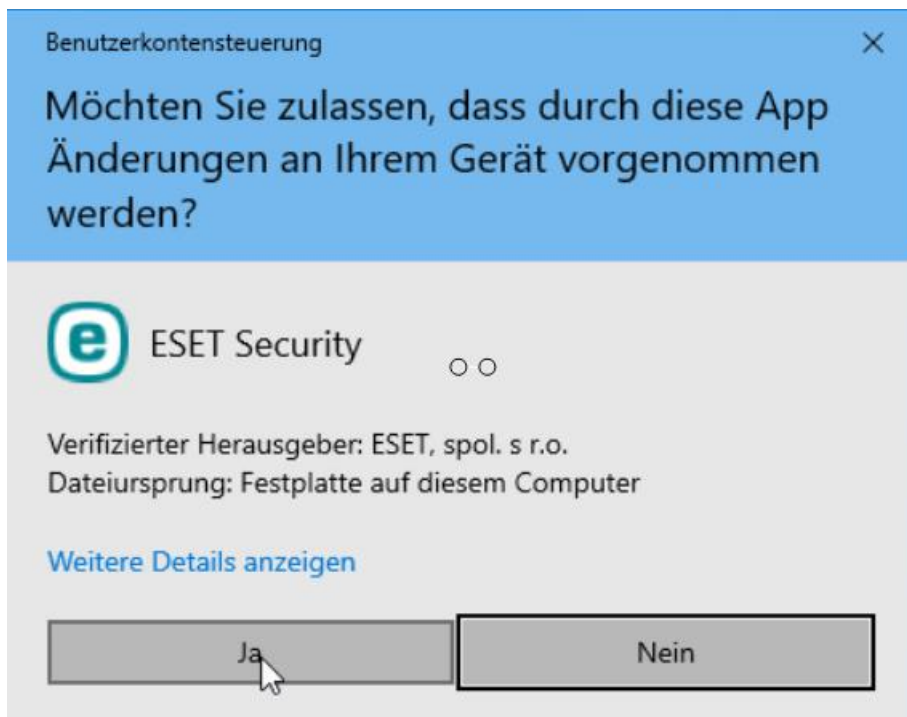 Benutzerkontensteuerung
Möchten Sie zulassen, dass durch diese App
Änderungen an Ihrem Gerät vorgenommen
werden?
e
ESET Security
Verifizierter Herausgeber: ESET, spol. s r.o.
Dateiursprung: Festplatte auf diesem Computer
Weitere Details anzeigen
Ja
Nein